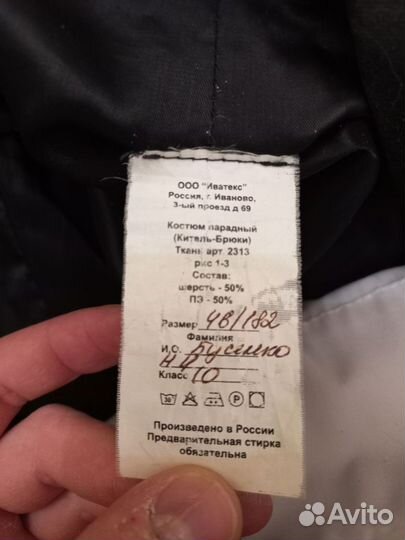 ООО "Иватекс"
Россия, г. Иваново,
3-ый проезд д 69
Костюм парадный
(Китель-Брюки)
Ткань арт. 2313
рис 1-3
Состав:
шерсть - 50%
ПЭ - 50%
Размер 48/182
Фамилия
И.О.
Класс 10
30 P
Произведено в России
Предварительная стирка
обязательна
Avito